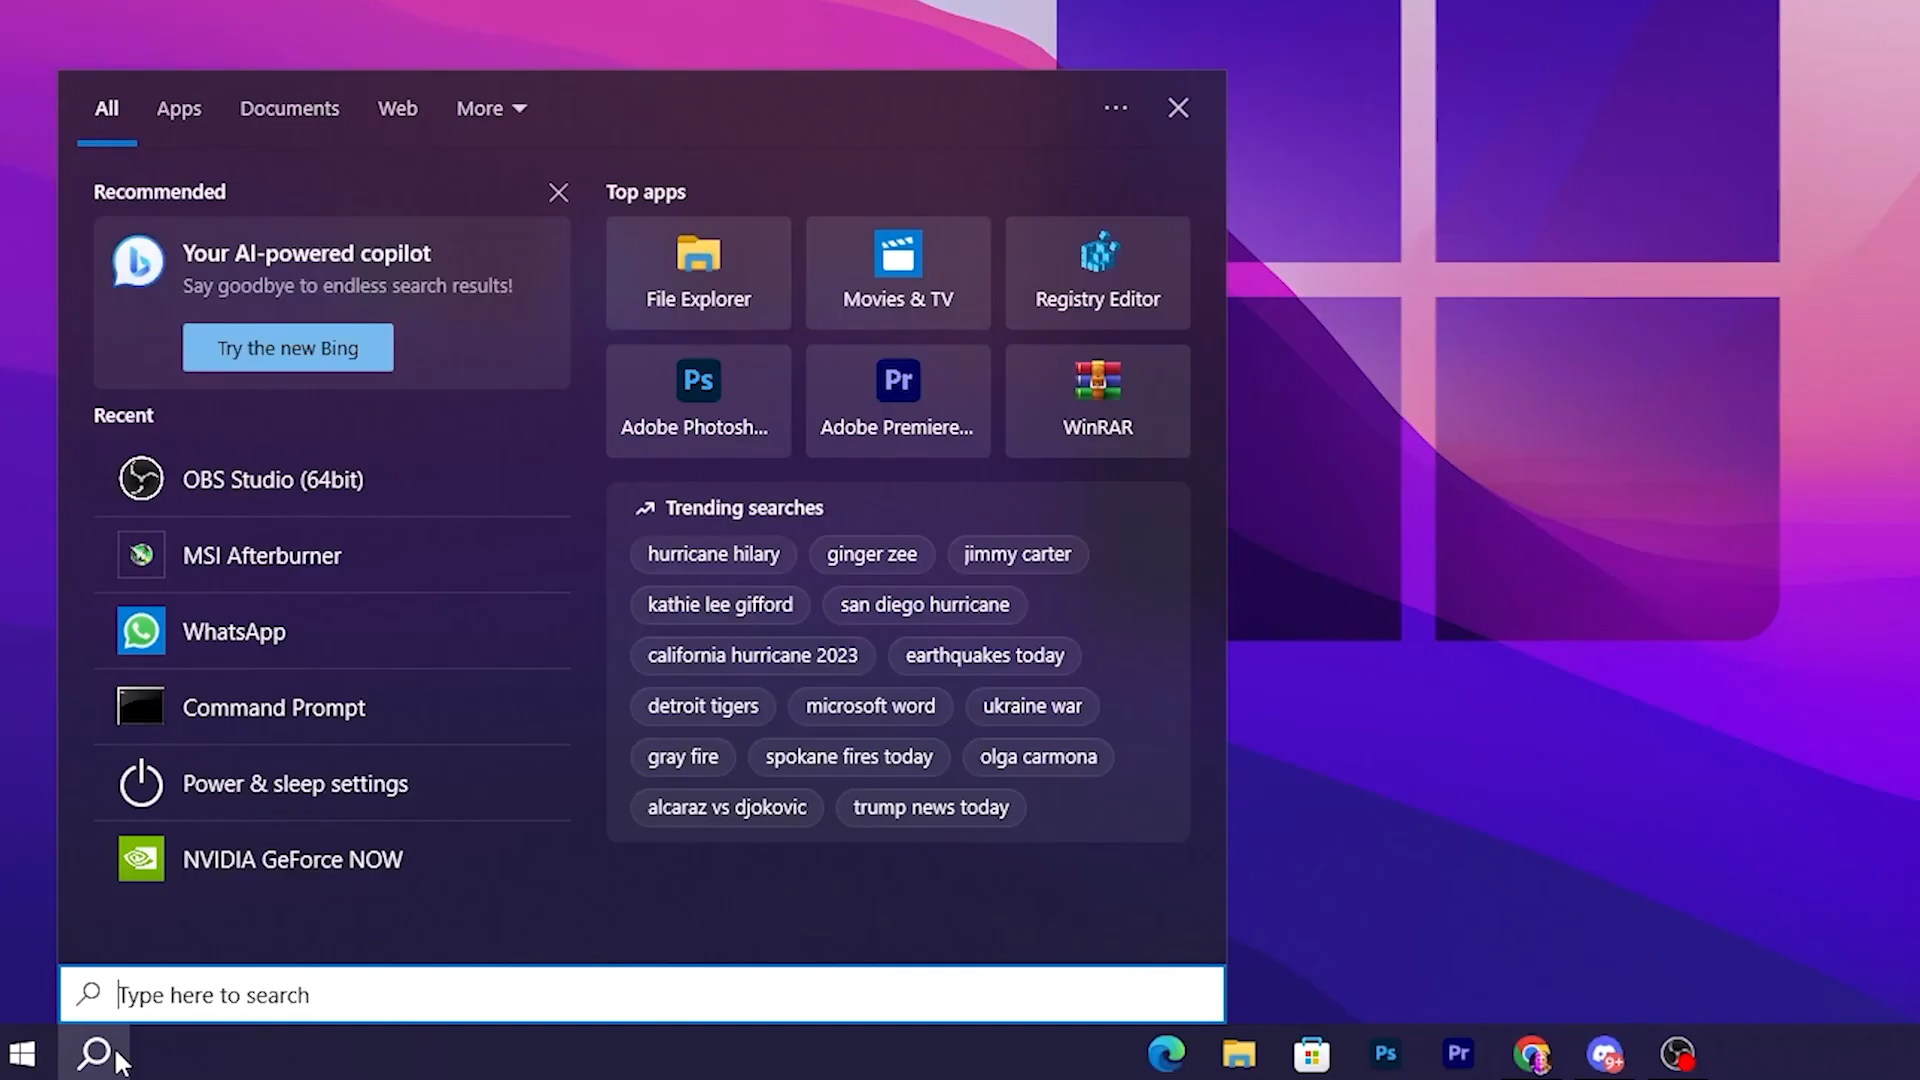 All Apps Documents Web More
Recommended
Your AI-powered copilot
Say goodbye to endless search results!
Try the new Bing
Recent
OBS Studio (64bit)
MSI Afterburner
WhatsApp
Command Prompt
Power & sleep settings
NVIDIA GeForce NOW
Top apps
File Explorer Movies & TV Registry Editor
Ps Pr
Adobe Photosh... Adobe Premiere... WinRAR
Trending searches
hurricane hilary ginger zee jimmy carter
kathie lee gifford san diego hurricane
california hurricane 2023 earthquakes today
detroit tigers microsoft word ukraine war
gray fire spokane fires today olga carmona
alcaraz vs djokovic trump news today
Type here to search
Ps Pr 9+